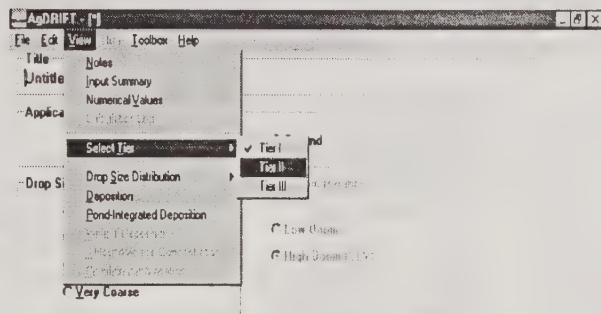 AgDRIFT - [*]
File Edit View Toolbox Help
Title
Untitle
Notes
Input Summary
Numerical Values
Applica
Select Tier
Tier I
Tier II
Tier III
nd
Drop Si
Drop Size Distribution
Deposition
Pond-Integrated Deposition
Low Boom
High Boom
Very Coarse